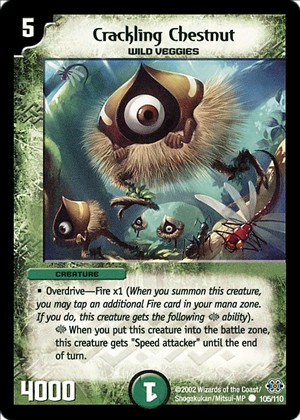 5
Crackling Chestnut
WILD VEGGIES
CREATURE
▪ Overdrive—Fire x1 (When you summon this creature,
you may tap an additional Fire card in your mana zone.
If you do, this creature gets the following ability).
When you put this creature into the battle zone,
this creature gets "Speed attacker" until the end
of turn.
4000
1
©2002 Wizards of the Coast/
Shogakukan/Mitsui-MP ● 105/110